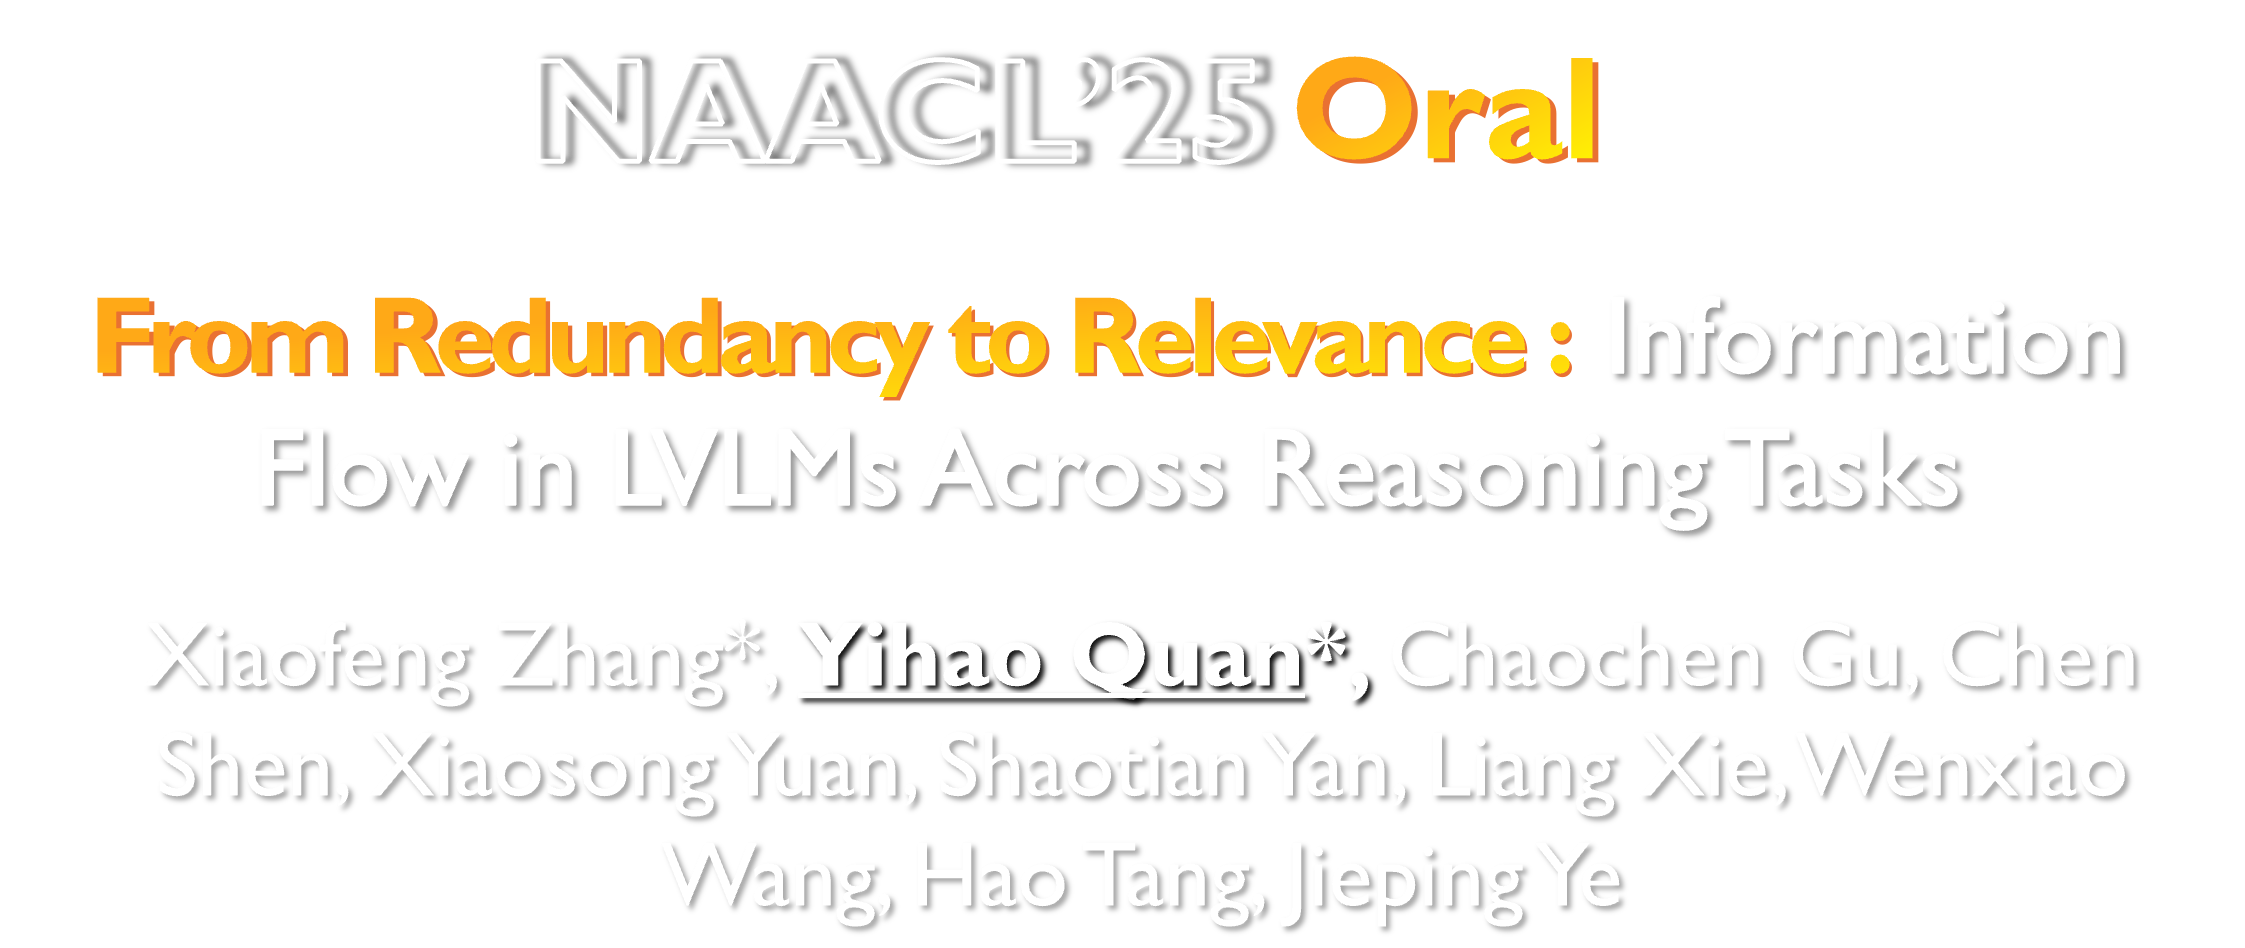 NAACL’25 Oral
From Redundancy to Relevance : Information
Flow in LVLMs Across Reasoning Tasks
Xiaofeng Zhang*, Yihao Quan*, Chaochen Gu, Chen
Shen, Xiaosong Yuan, Shaotian Yan, Liang Xie, Wenxiao
Wang, Hao Tang, Jieping Ye